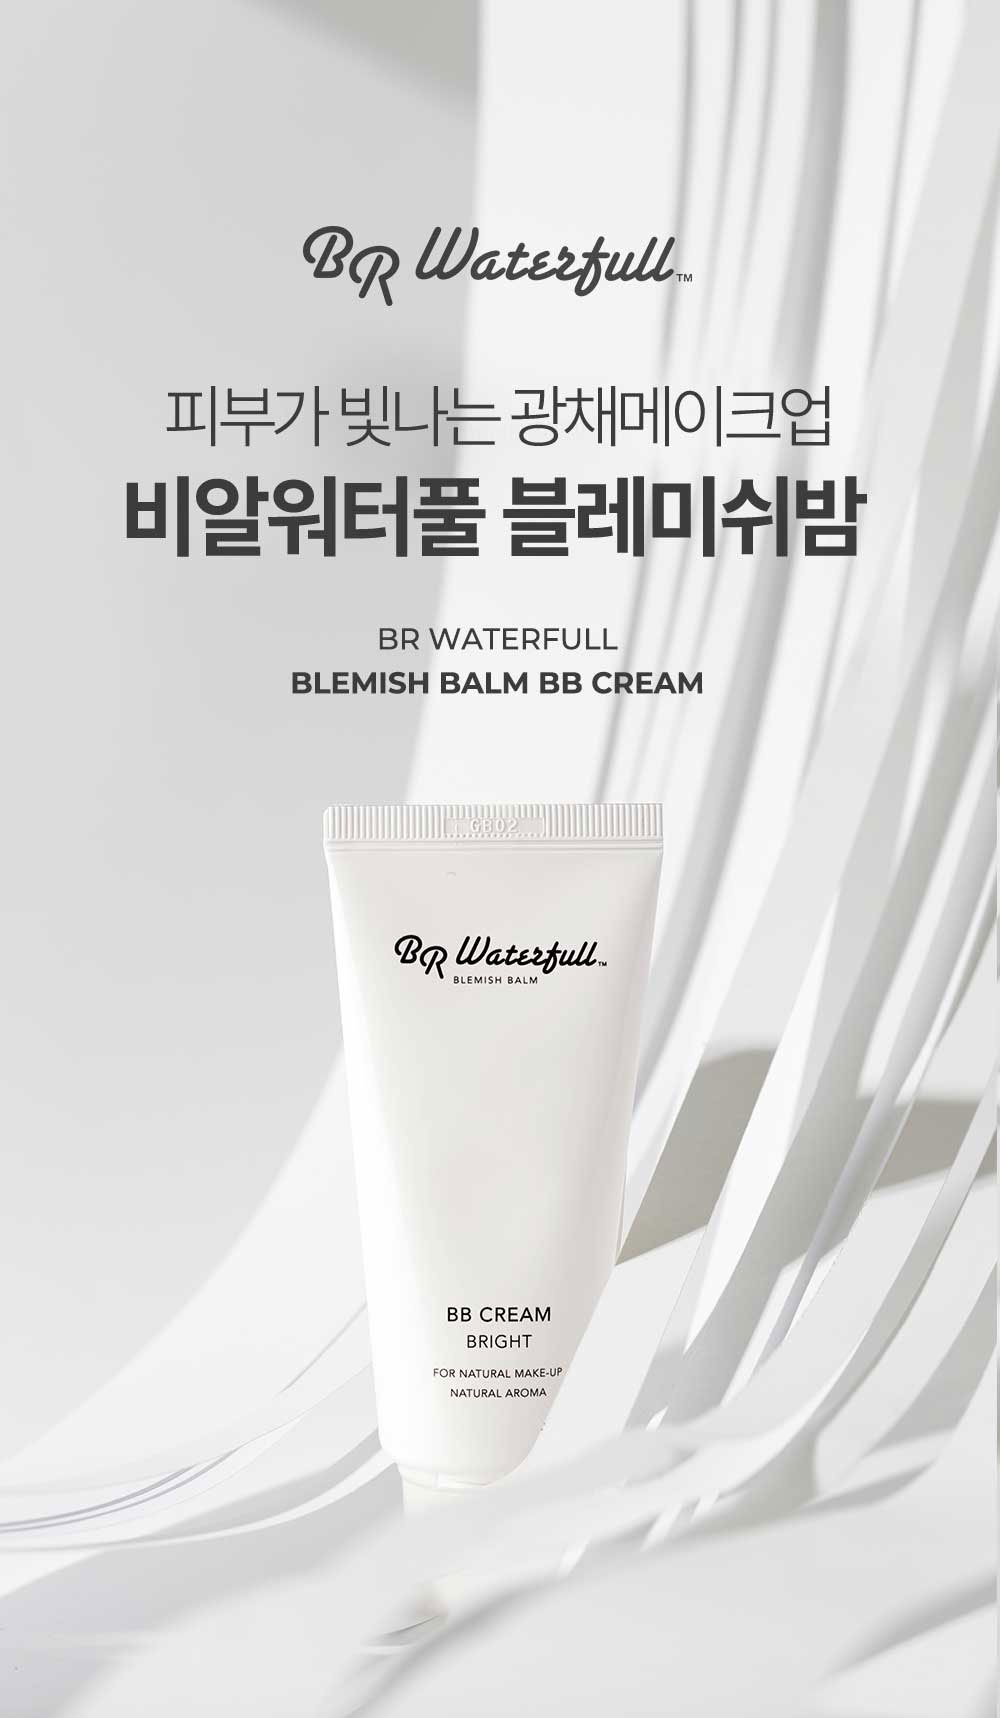 BR Waterfull™
피부가 빛나는 광채메이크업
비알워터풀 블레미쉬밤
BR WATERFULL
BLEMISH BALM BB CREAM
GB02
BR Waterfull™
BLEMISH BALM
BB CREAM
BRIGHT
FOR NATURAL MAKE-UP
NATURAL AROMA